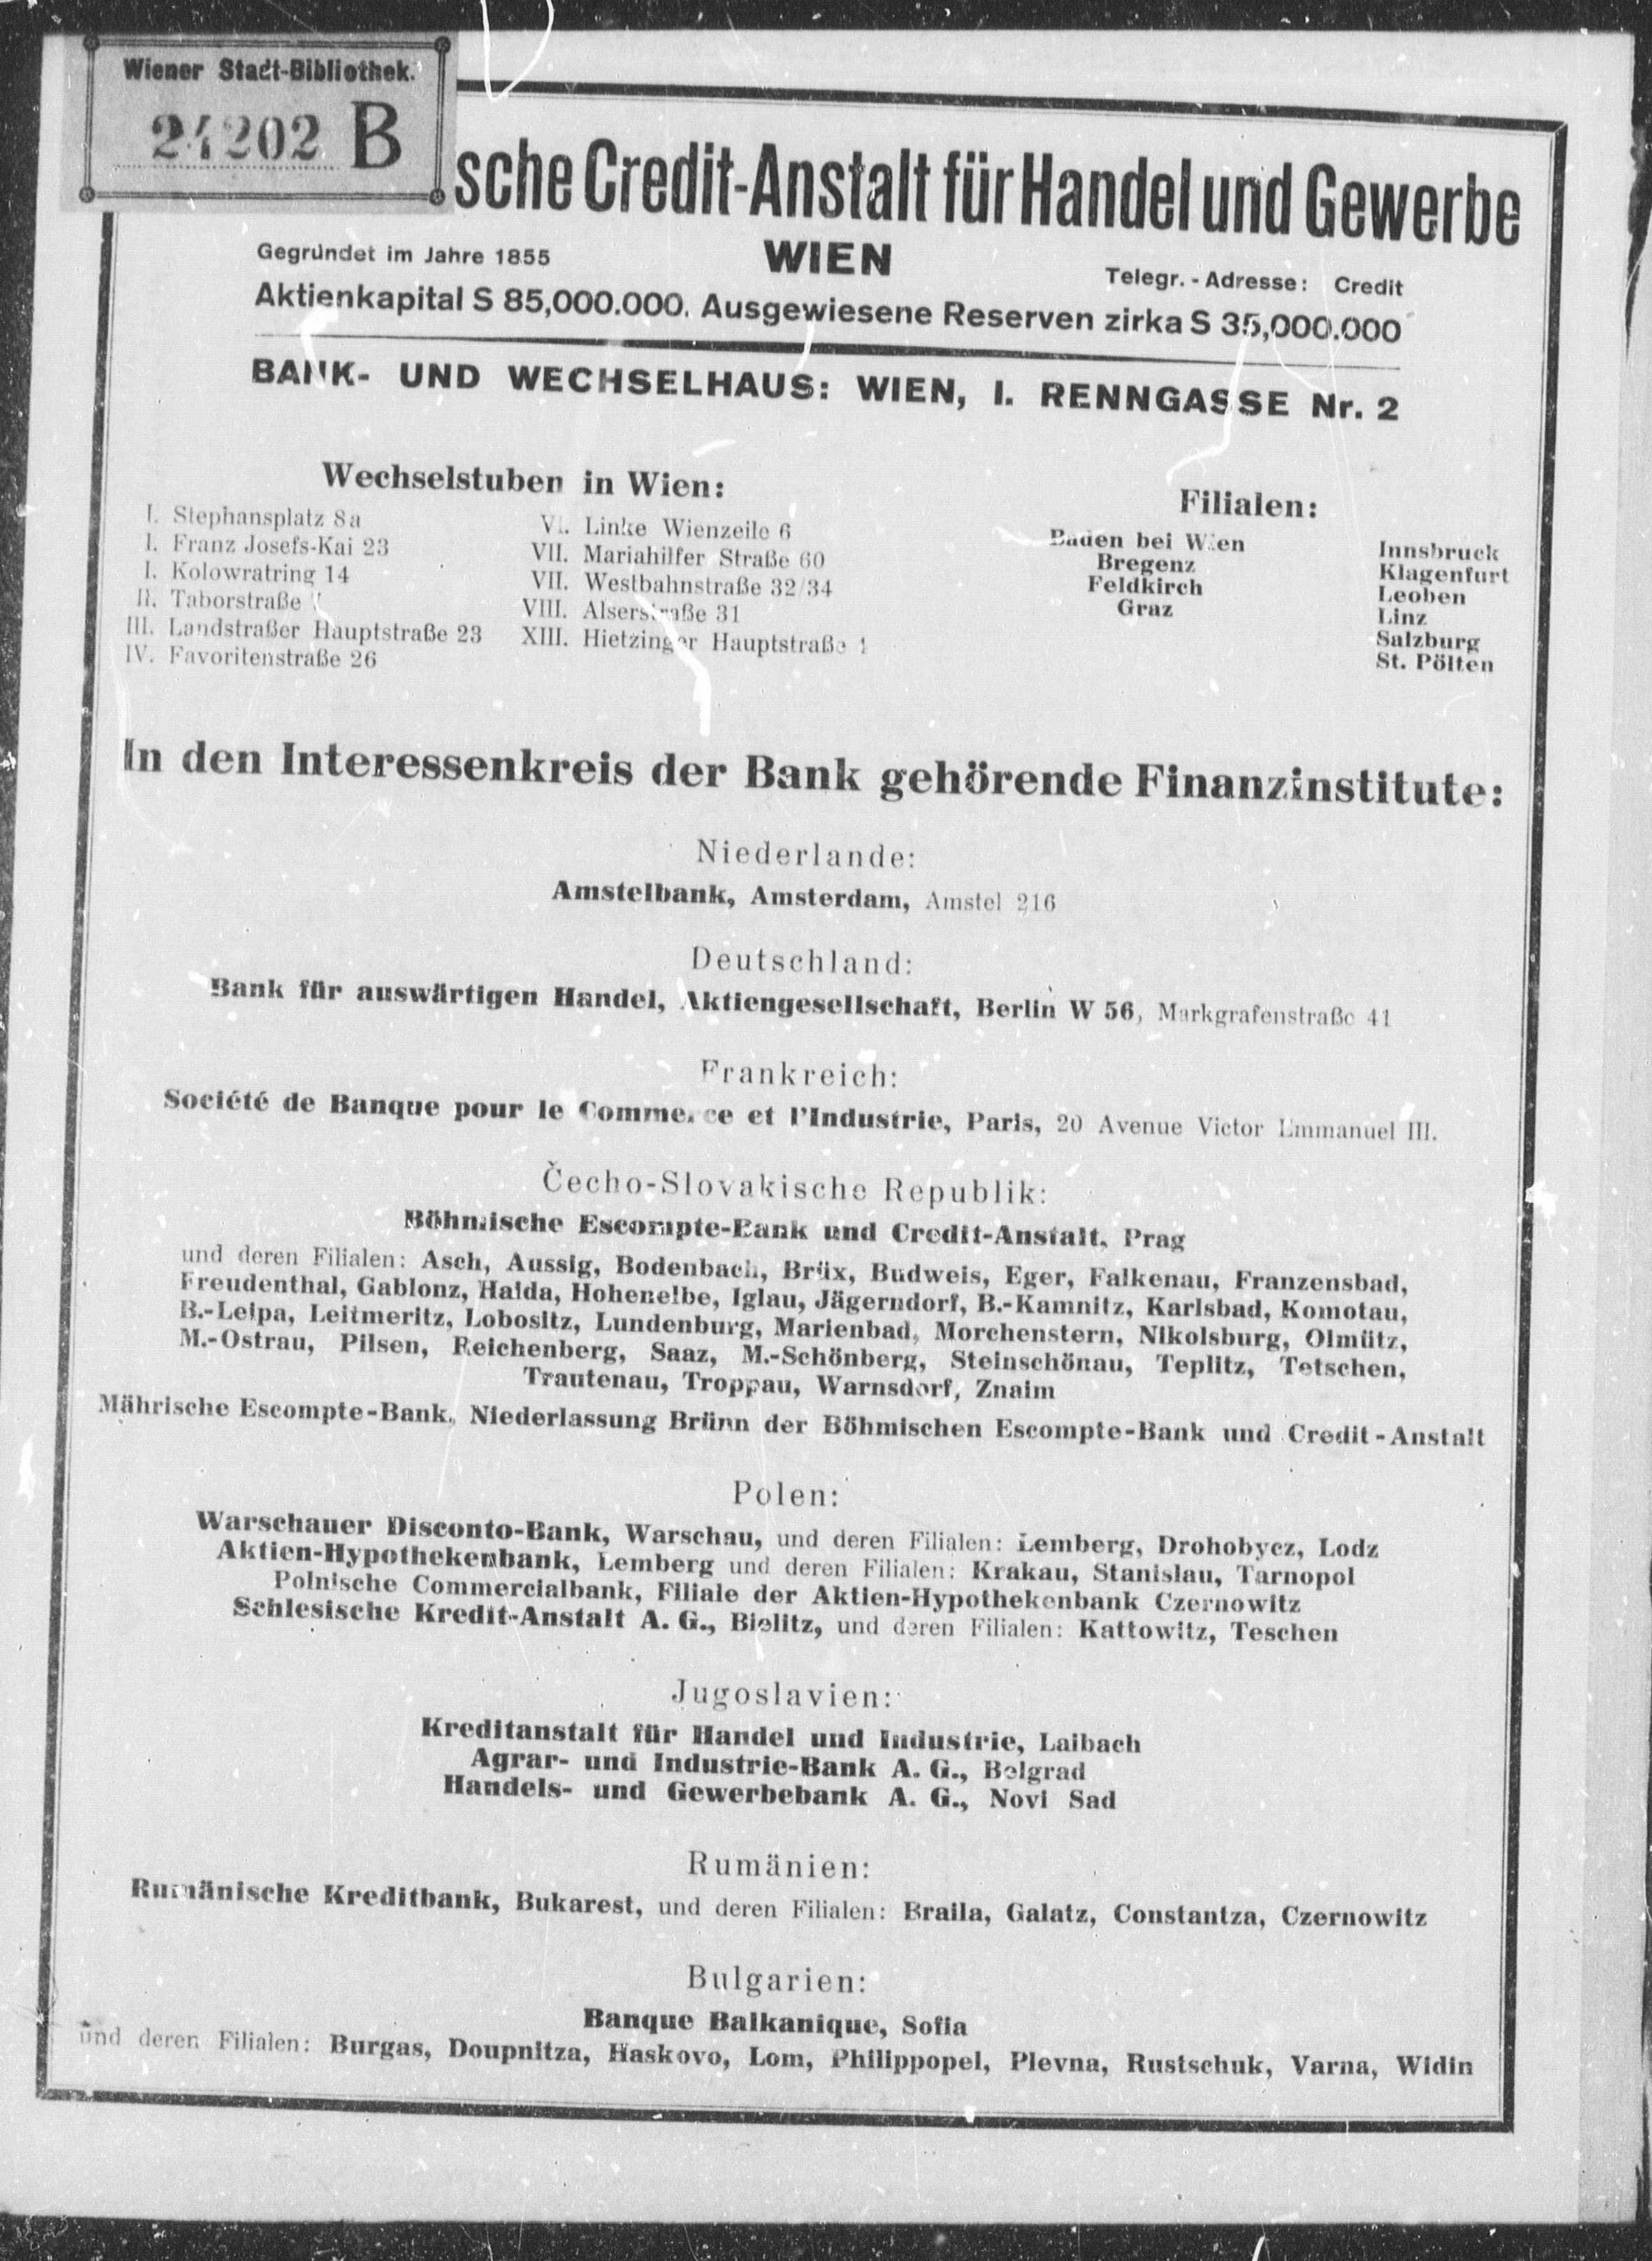 Wiener Stadt-Bibliothek.
24202 B
sche Credit-Anstalt für Handel und Gewerbe
Gegründet im Jahre 1855
WIEN
Telegr. - Adresse: Credit
Aktienkapital S 85,000.000. Ausgewiesene Reserven zirka S 35,000.000
BANK- UND WECHSELHAUS: WIEN, I. RENNGASSE Nr. 2
Wechselstuben in Wien:
I. Stephansplatz 8a
I. Franz Josefs-Kai 23
I. Kolowratring 14
II. Taborstraße
III. Landstraßer Hauptstraße 23
IV. Favoritenstraße 26
VI. Linke Wienzeile 6
VII. Mariahilfer Straße 60
VII. Westbahnstraße 32/34
VIII. Alserstraße 31
XIII. Hietzinger Hauptstraße 1
Filialen:
Baden bei Wien
Bregenz
Feldkirch
Graz
Innsbruck
Klagenfurt
Leoben
Linz
Salzburg
St. Pölten
In den Interessenkreis der Bank gehörende Finanzinstitute:
Niederlande:
Amstelbank, Amsterdam, Amstel 216
Deutschland:
Bank für auswärtigen Handel, Aktiengesellschaft, Berlin W 56, Markgrafenstraße 41
Frankreich:
Société de Banque pour le Commerce et l'Industrie, Paris, 20 Avenue Victor Emmanuel III.
Čecho-Slovakische Republik:
Böhmische Escompte-Bank und Credit-Anstalt, Prag
und deren Filialen: Asch, Aussig, Bodenbach, Brüx, Budweis, Eger, Falkenau, Franzensbad,
Freudenthal, Gablonz, Haida, Hohenelbe, Iglau, Jägerndorf, B.-Kamnitz, Karlsbad, Komotau,
B.-Leipa, Leitmeritz, Lobositz, Lundenburg, Marienbad, Morchenstern, Nikolsburg, Olmütz,
M.-Ostrau, Pilsen, Reichenberg, Saaz, M.-Schönberg, Steinschönau, Teplitz, Tetschen,
Trautenau, Troppau, Warnsdorf, Znaim
Mährische Escompte-Bank, Niederlassung Brünn der Böhmischen Escompte-Bank und Credit-Anstalt
Polen:
Warschauer Disconto-Bank, Warschau, und deren Filialen: Lemberg, Drohobycz, Lodz
Aktien-Hypothekenbank, Lemberg und deren Filialen: Krakau, Stanislau, Tarnopol
Polnische Commercialbank, Filiale der Aktien-Hypothekenbank Czernowitz
Schlesische Kredit-Anstalt A. G., Bielitz, und deren Filialen: Kattowitz, Teschen
Jugoslavien:
Kreditanstalt für Handel und Industrie, Laibach
Agrar- und Industrie-Bank A. G., Belgrad
Handels- und Gewerbebank A. G., Novi Sad
Rumänien:
Rumänische Kreditbank, Bukarest, und deren Filialen: Braila, Galatz, Constantza, Czernowitz
Bulgarien:
Banque Balkanique, Sofia
und deren Filialen: Burgas, Doupnitza, Haskovo, Lom, Philippopel, Plevna, Rustschuk, Varna, Widin